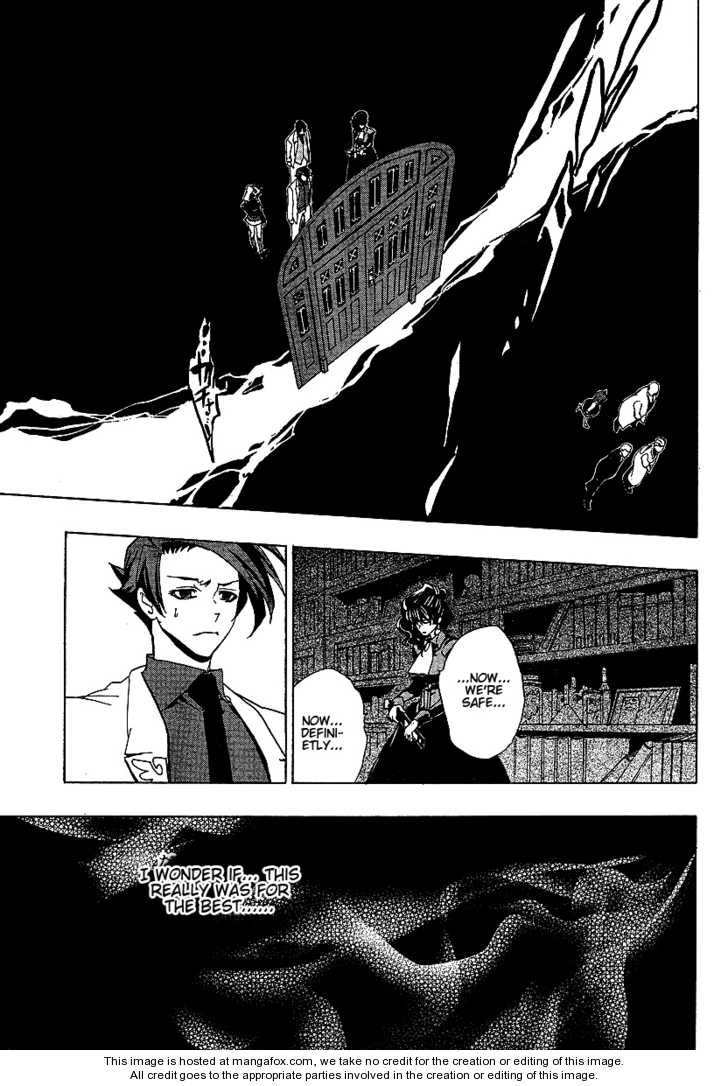 ...NOW...
WE'RE
SAFE...
NOW...
DEFINI-
ETLY...
I WONDER IF... THIS
REALLY WAS FOR
THE BEST......
This image is hosted at mangafox.com, we take no credit for the creation or editing of this image.
All credit goes to the appropriate parties involved in the creation or editing of this image.